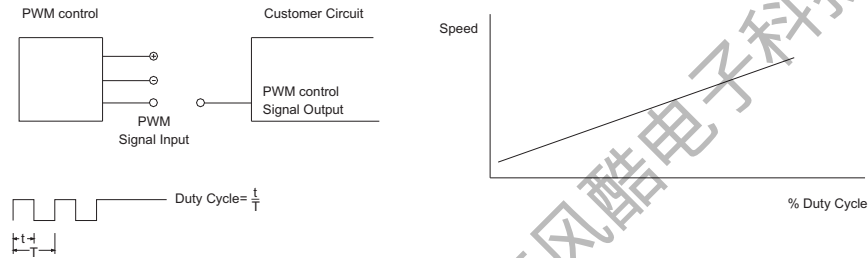 PWM control
Customer Circuit
+
-
PWM control
Signal Output
PWM
Signal Input
Duty Cycle= t/T
t
T
Speed
% Duty Cycle
风酷电子科